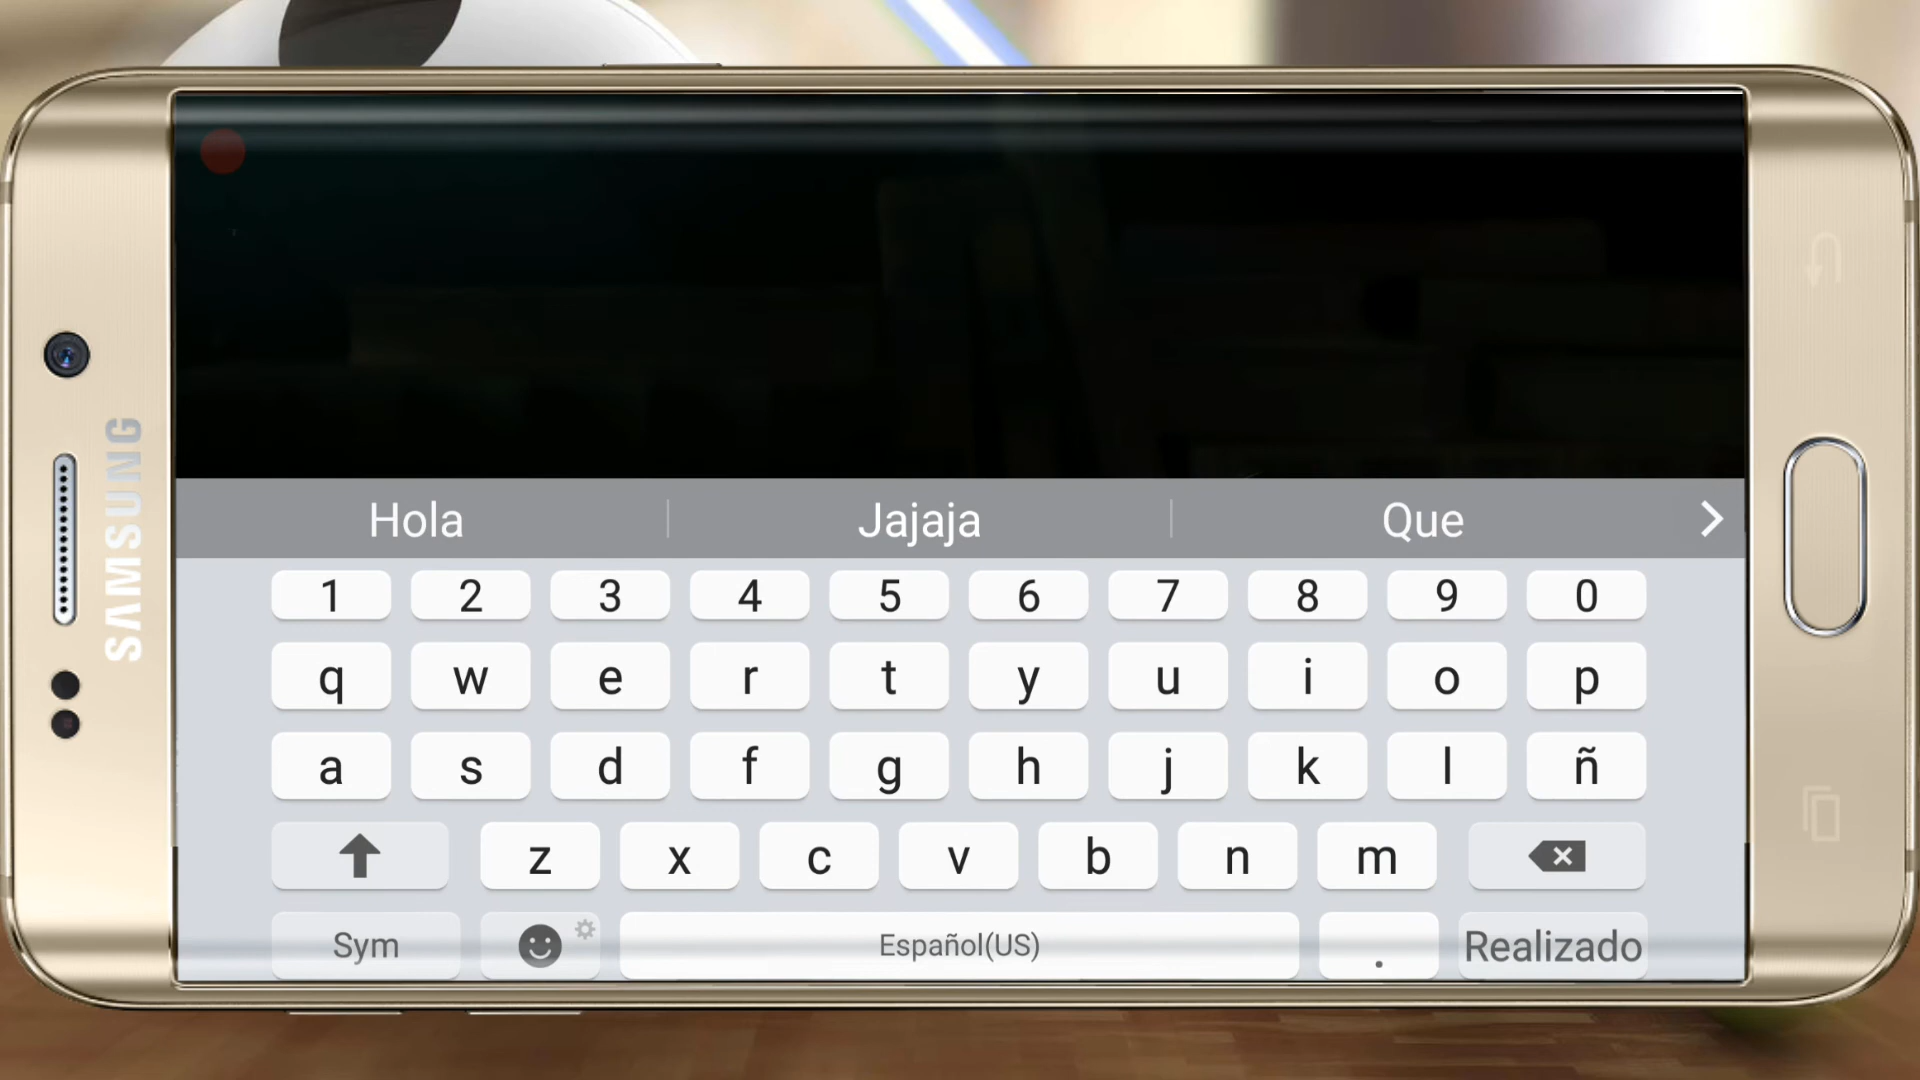 SAMSUNG
Hola Jajaja Que
1 2 3 4 5 6 7 8 9 0
q w e r t y u i o p
a s d f g h j k l ñ
z x c v b n m
Sym Español(US) . Realizado